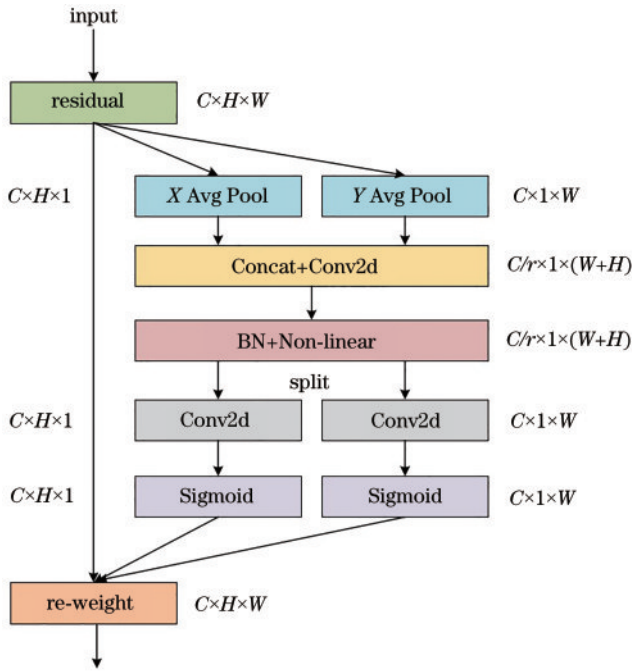 input
residual C×H×W
C×H×1 X Avg Pool Y Avg Pool C×1×W
Concat+Conv2d C/r×1×(W+H)
BN+Non-linear C/r×1×(W+H)
split
C×H×1 Conv2d Conv2d C×1×W
C×H×1 Sigmoid Sigmoid C×1×W
re-weight C×H×W